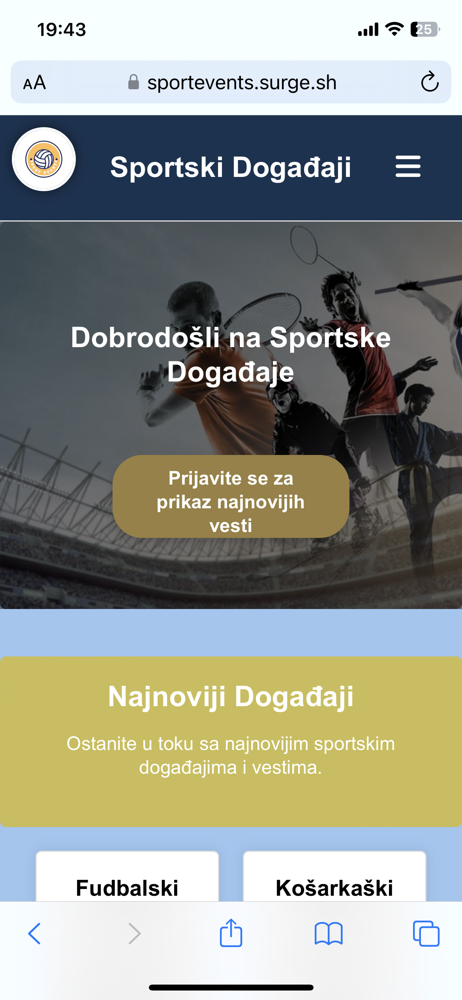 19:43
25
AA
sportevents.surge.sh
SPORT EVENTS
Sportski Događaji
Dobrodošli na Sportske
Događaje
Prijavite se za
prikaz najnovijih
vesti
Najnoviji Događaji
Ostanite u toku sa najnovijim sportskim
događajima i vestima.
Fudbalski
Košarkaški